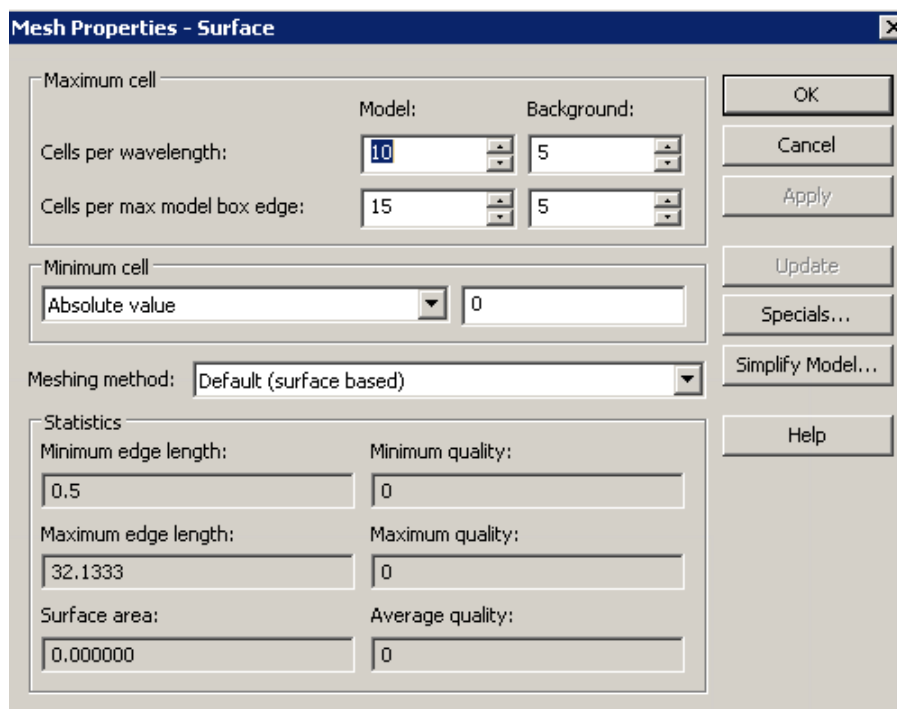 Mesh Properties - Surface
Maximum cell
Model: Background:
Cells per wavelength: 10 5
Cells per max model box edge: 15 5
Minimum cell
Absolute value 0
Meshing method: Default (surface based)
Statistics
Minimum edge length: Minimum quality:
0.5 0
Maximum edge length: Maximum quality:
32.1333 0
Surface area: Average quality:
0.000000 0
OK
Cancel
Apply
Update
Specials...
Simplify Model...
Help